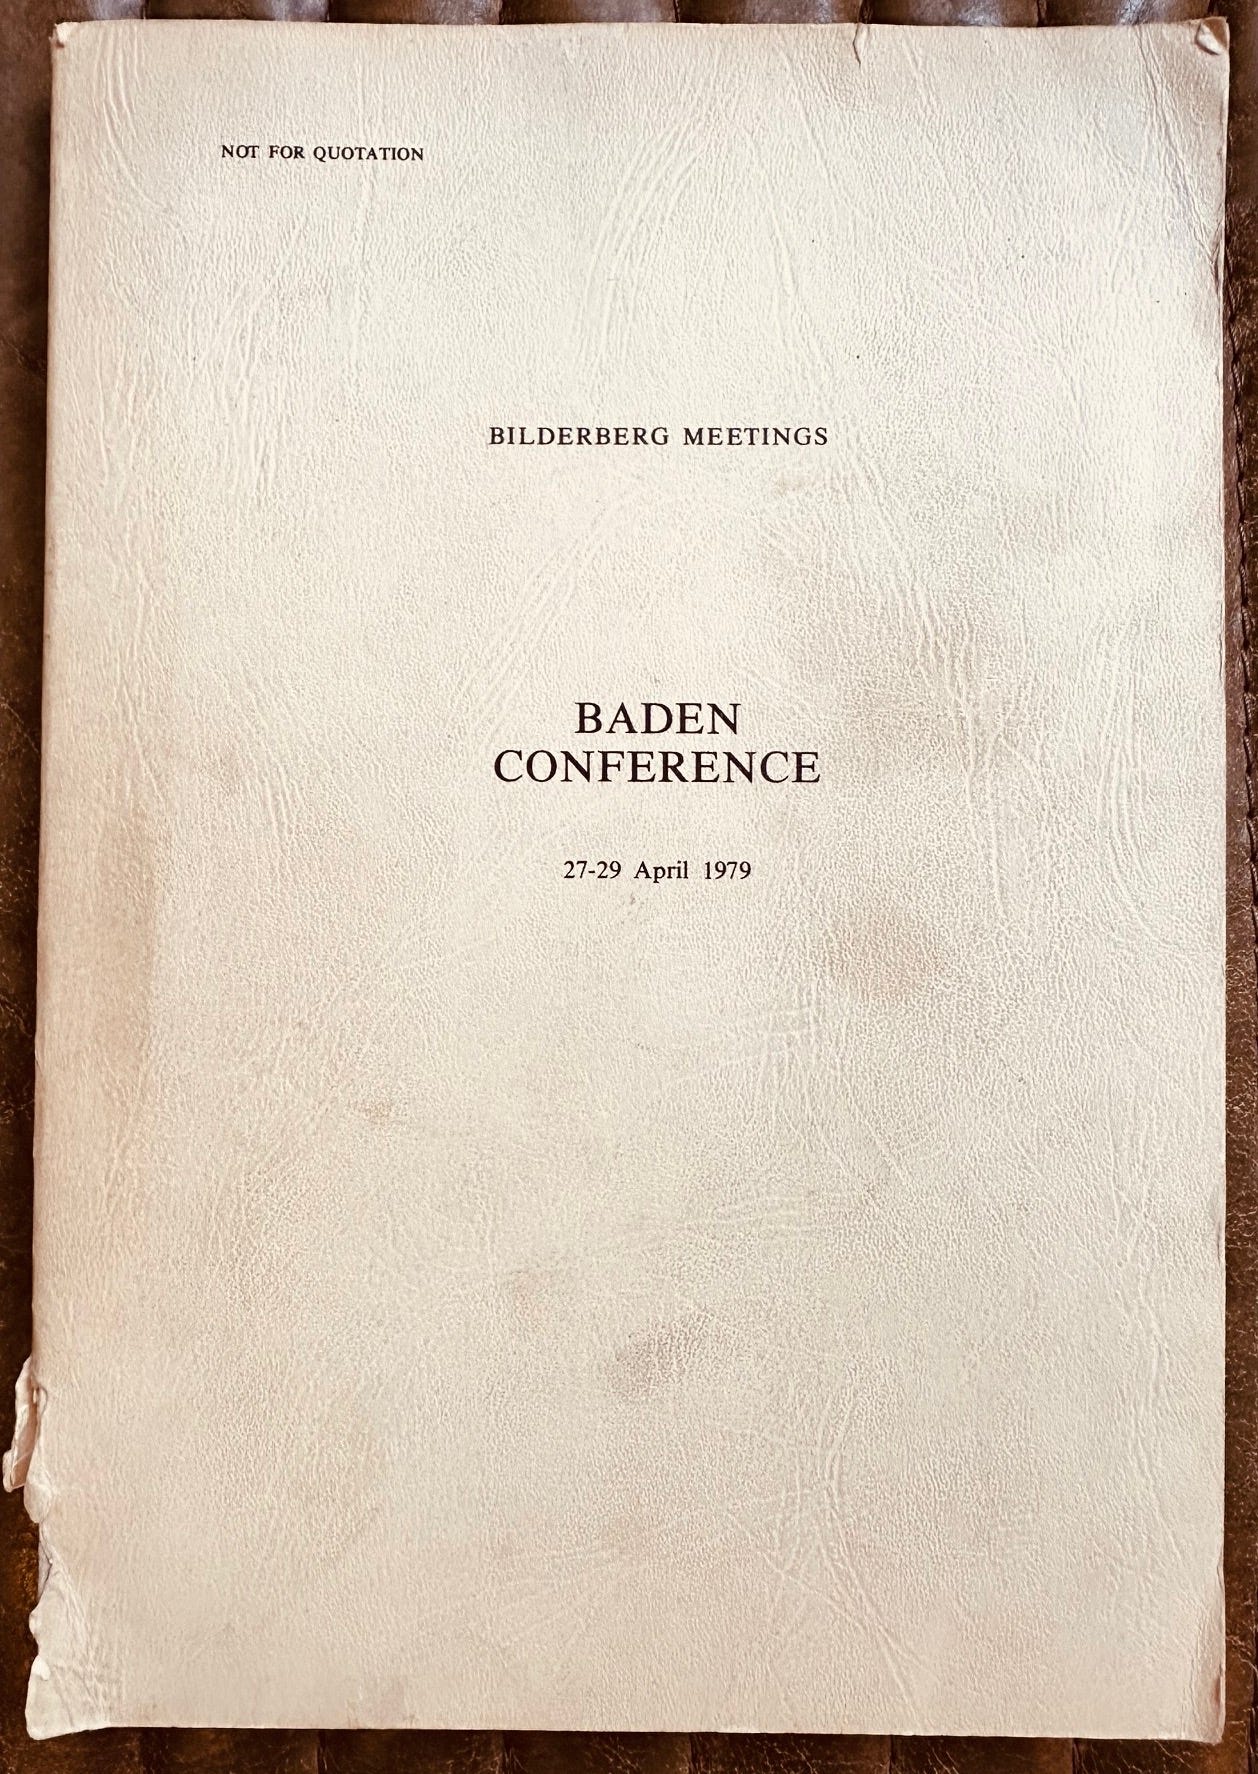 NOT FOR QUOTATION
BILDERBERG MEETINGS
BADEN
CONFERENCE
27-29 April 1979